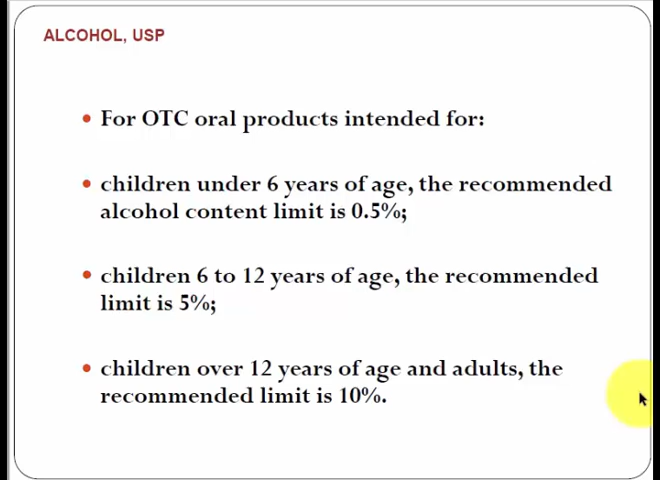 ALCOHOL, USP
• For OTC oral products intended for:
• children under 6 years of age, the recommended
alcohol content limit is 0.5%;
• children 6 to 12 years of age, the recommended
limit is 5%;
• children over 12 years of age and adults, the
recommended limit is 10%.